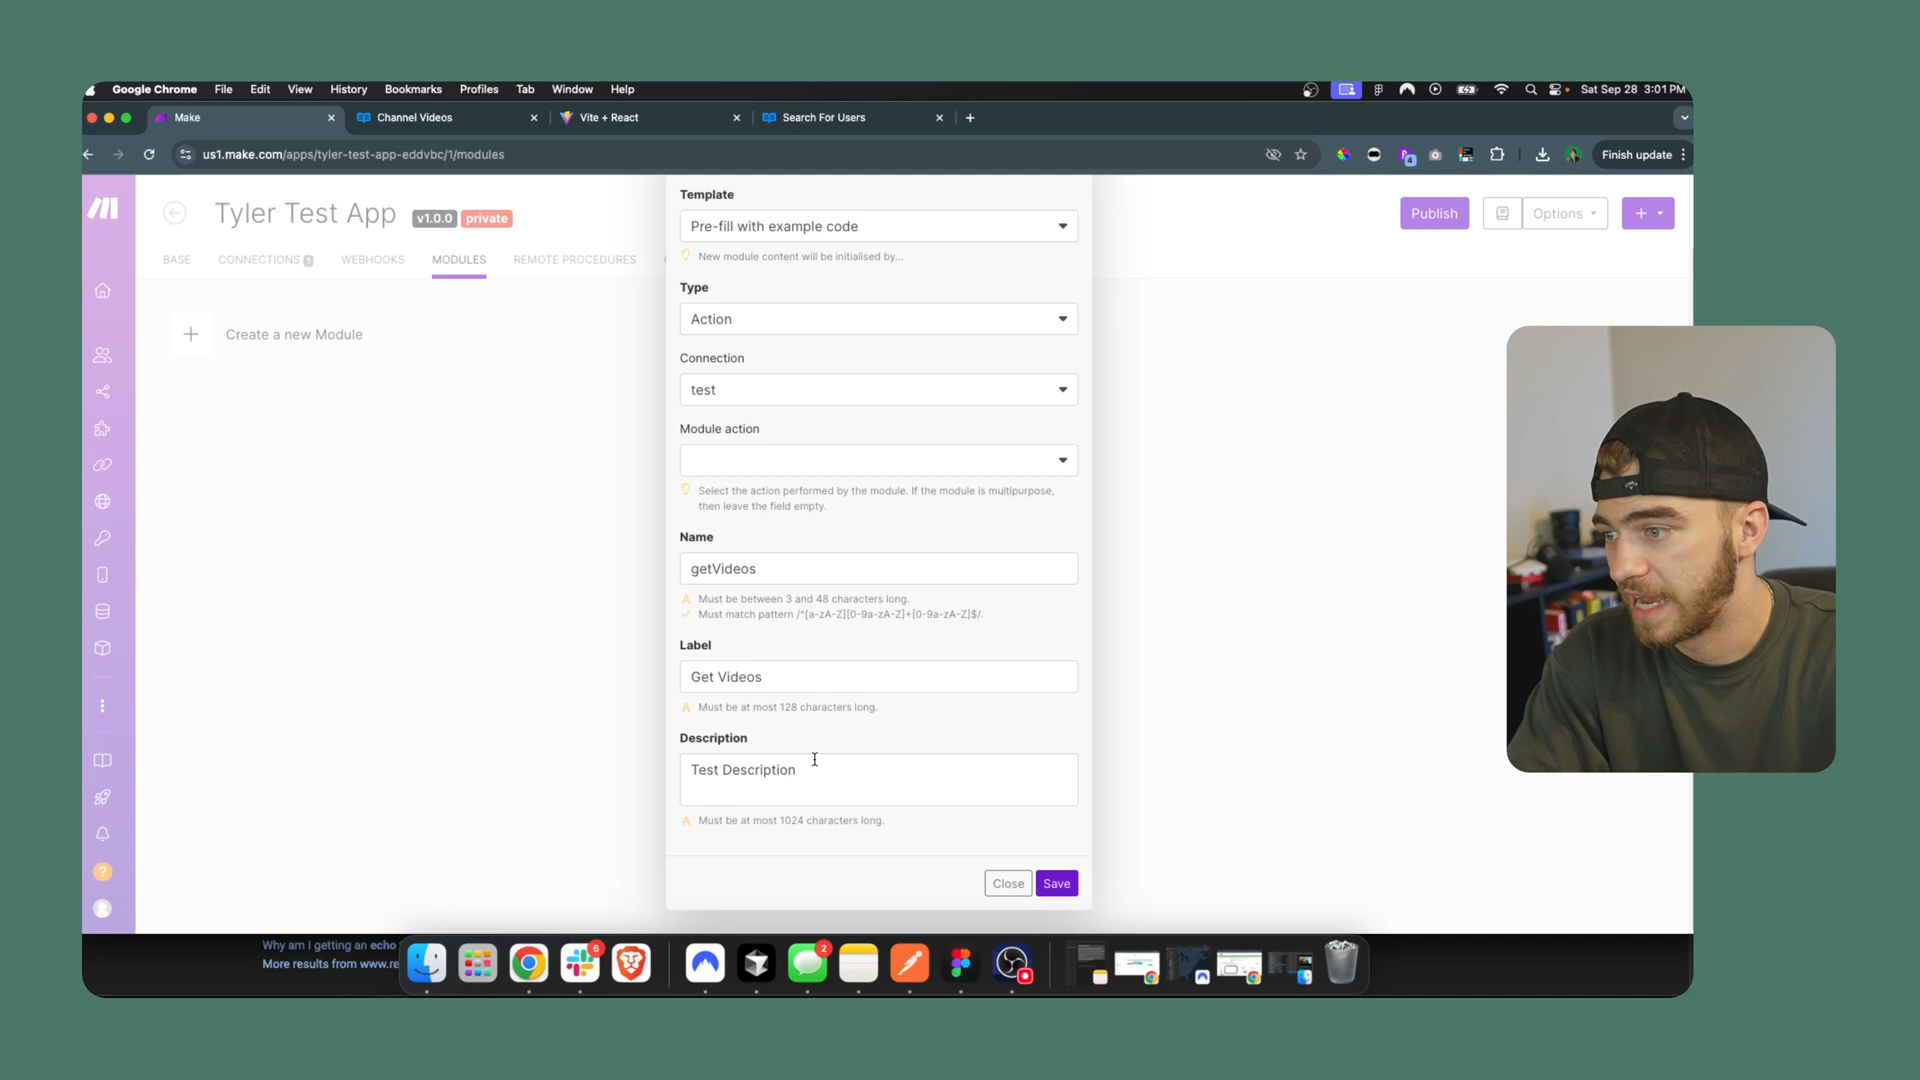 Google Chrome File Edit View History Bookmarks Profiles Tab Window Help Sat Sep 28 3:01 PM
Make Channel Videos Vite + React Search For Users
us1.make.com/apps/tyler-test-app-eddvbc/1/modules 4 Finish update
Tyler Test App v1.0.0 private
Publish Options
BASE CONNECTIONS 1 WEBHOOKS MODULES REMOTE PROCEDURES
Create a new Module
Template
Pre-fill with example code
New module content will be initialised by...
Type
Action
Connection
test
Module action
Select the action performed by the module. If the module is multipurpose,
then leave the field empty.
Name
getVideos
Must be between 3 and 48 characters long.
Must match pattern /^[a-zA-Z][0-9a-zA-Z]+[0-9a-zA-Z]$/.
Label
Get Videos
Must be at most 128 characters long.
Description
Test Description
Must be at most 1024 characters long.
Close Save
Why am I getting an echo
More results from www.re
6 2